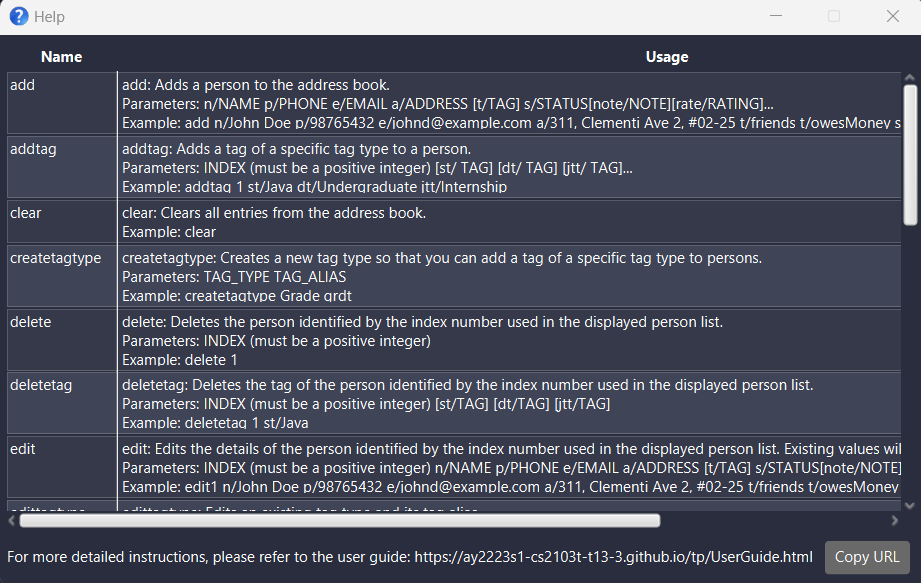 Help
Name Usage
add
add: Adds a person to the address book.
Parameters: n/NAME p/PHONE e/EMAIL a/ADDRESS [t/TAG] s/STATUS[note/NOTE][rate/RATING]...
Example: add n/John Doe p/98765432 e/johnd@example.com a/311, Clementi Ave 2, #02-25 t/friends t/owesMoney s
addtag
addtag: Adds a tag of a specific tag type to a person.
Parameters: INDEX (must be a positive integer) [st/ TAG] [dt/ TAG] [jtt/ TAG]...
Example: addtag 1 st/Java dt/Undergraduate jtt/Internship
clear
clear: Clears all entries from the address book.
Example: clear
createtagtype
createtagtype: Creates a new tag type so that you can add a tag of a specific tag type to persons.
Parameters: TAG_TYPE TAG_ALIAS
Example: createtagtype Grade grdt
delete
delete: Deletes the person identified by the index number used in the displayed person list.
Parameters: INDEX (must be a positive integer)
Example: delete 1
deletetag
deletetag: Deletes the tag of the person identified by the index number used in the displayed person list.
Parameters: INDEX (must be a positive integer) [st/TAG] [dt/TAG] [jtt/TAG]
Example: deletetag 1 st/Java
edit
edit: Edits the details of the person identified by the index number used in the displayed person list. Existing values wil
Parameters: INDEX (must be a positive integer) n/NAME p/PHONE e/EMAIL a/ADDRESS [t/TAG] s/STATUS[note/NOTE]
Example: edit1 n/John Doe p/98765432 e/johnd@example.com a/311, Clementi Ave 2, #02-25 t/friends t/owesMoney
edittagtype
edittagtype: Edits an existing tag type and its tag alias
For more detailed instructions, please refer to the user guide: https://ay2223s1-cs2103t-t13-3.github.io/tp/UserGuide.html
Copy URL